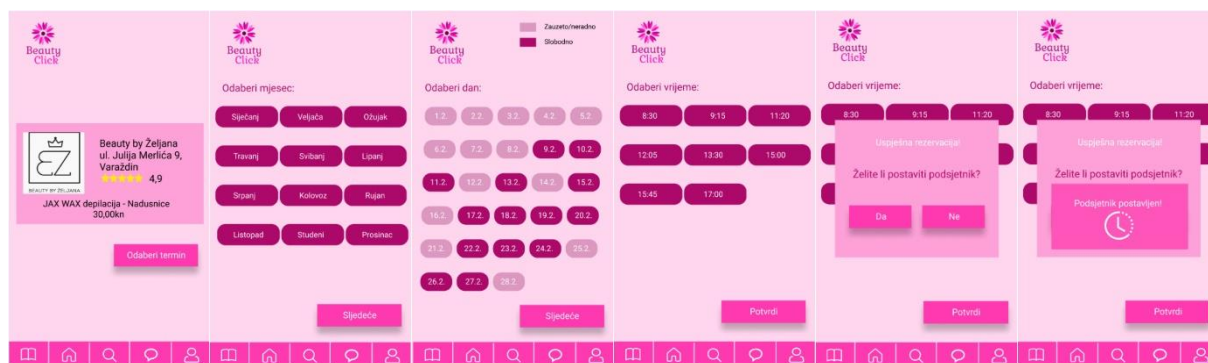 Beauty
Click
EZ
BEAUTY BY ŽELJANA
Beauty by Željana
ul. Julija Merlića 9,
Varaždin
4,9
JAX WAX depilacija - Nadusnice
30,00kn
Odaberi termin
Beauty
Click
Odaberi mjesec:
Siječanj Veljača Ožujak
Travanj Svibanj Lipanj
Srpanj Kolovoz Rujan
Listopad Studeni Prosinac
Sljedeće
Beauty
Click
Zauzeto/neradno
Slobodno
Odaberi dan:
1.2. 2.2. 3.2. 4.2. 5.2.
6.2. 7.2. 8.2. 9.2. 10.2.
11.2. 12.2. 13.2. 14.2. 15.2.
16.2. 17.2. 18.2. 19.2. 20.2.
21.2. 22.2. 23.2. 24.2. 25.2.
26.2. 27.2. 28.2.
Sljedeće
Beauty
Click
Odaberi vrijeme:
8:30 9:15 11:20
12:05 13:30 15:00
15:45 17:00
Potvrdi
Beauty
Click
Odaberi vrijeme:
8:30 9:15 11:20
Uspješna rezervacija!
Želite li postaviti podsjetnik?
Da Ne
Potvrdi
Beauty
Click
Odaberi vrijeme:
8:30 9:15 11:20
Uspješna rezervacija!
Želite li postaviti podsjetnik?
Podsjetnik postavljen!
Potvrdi